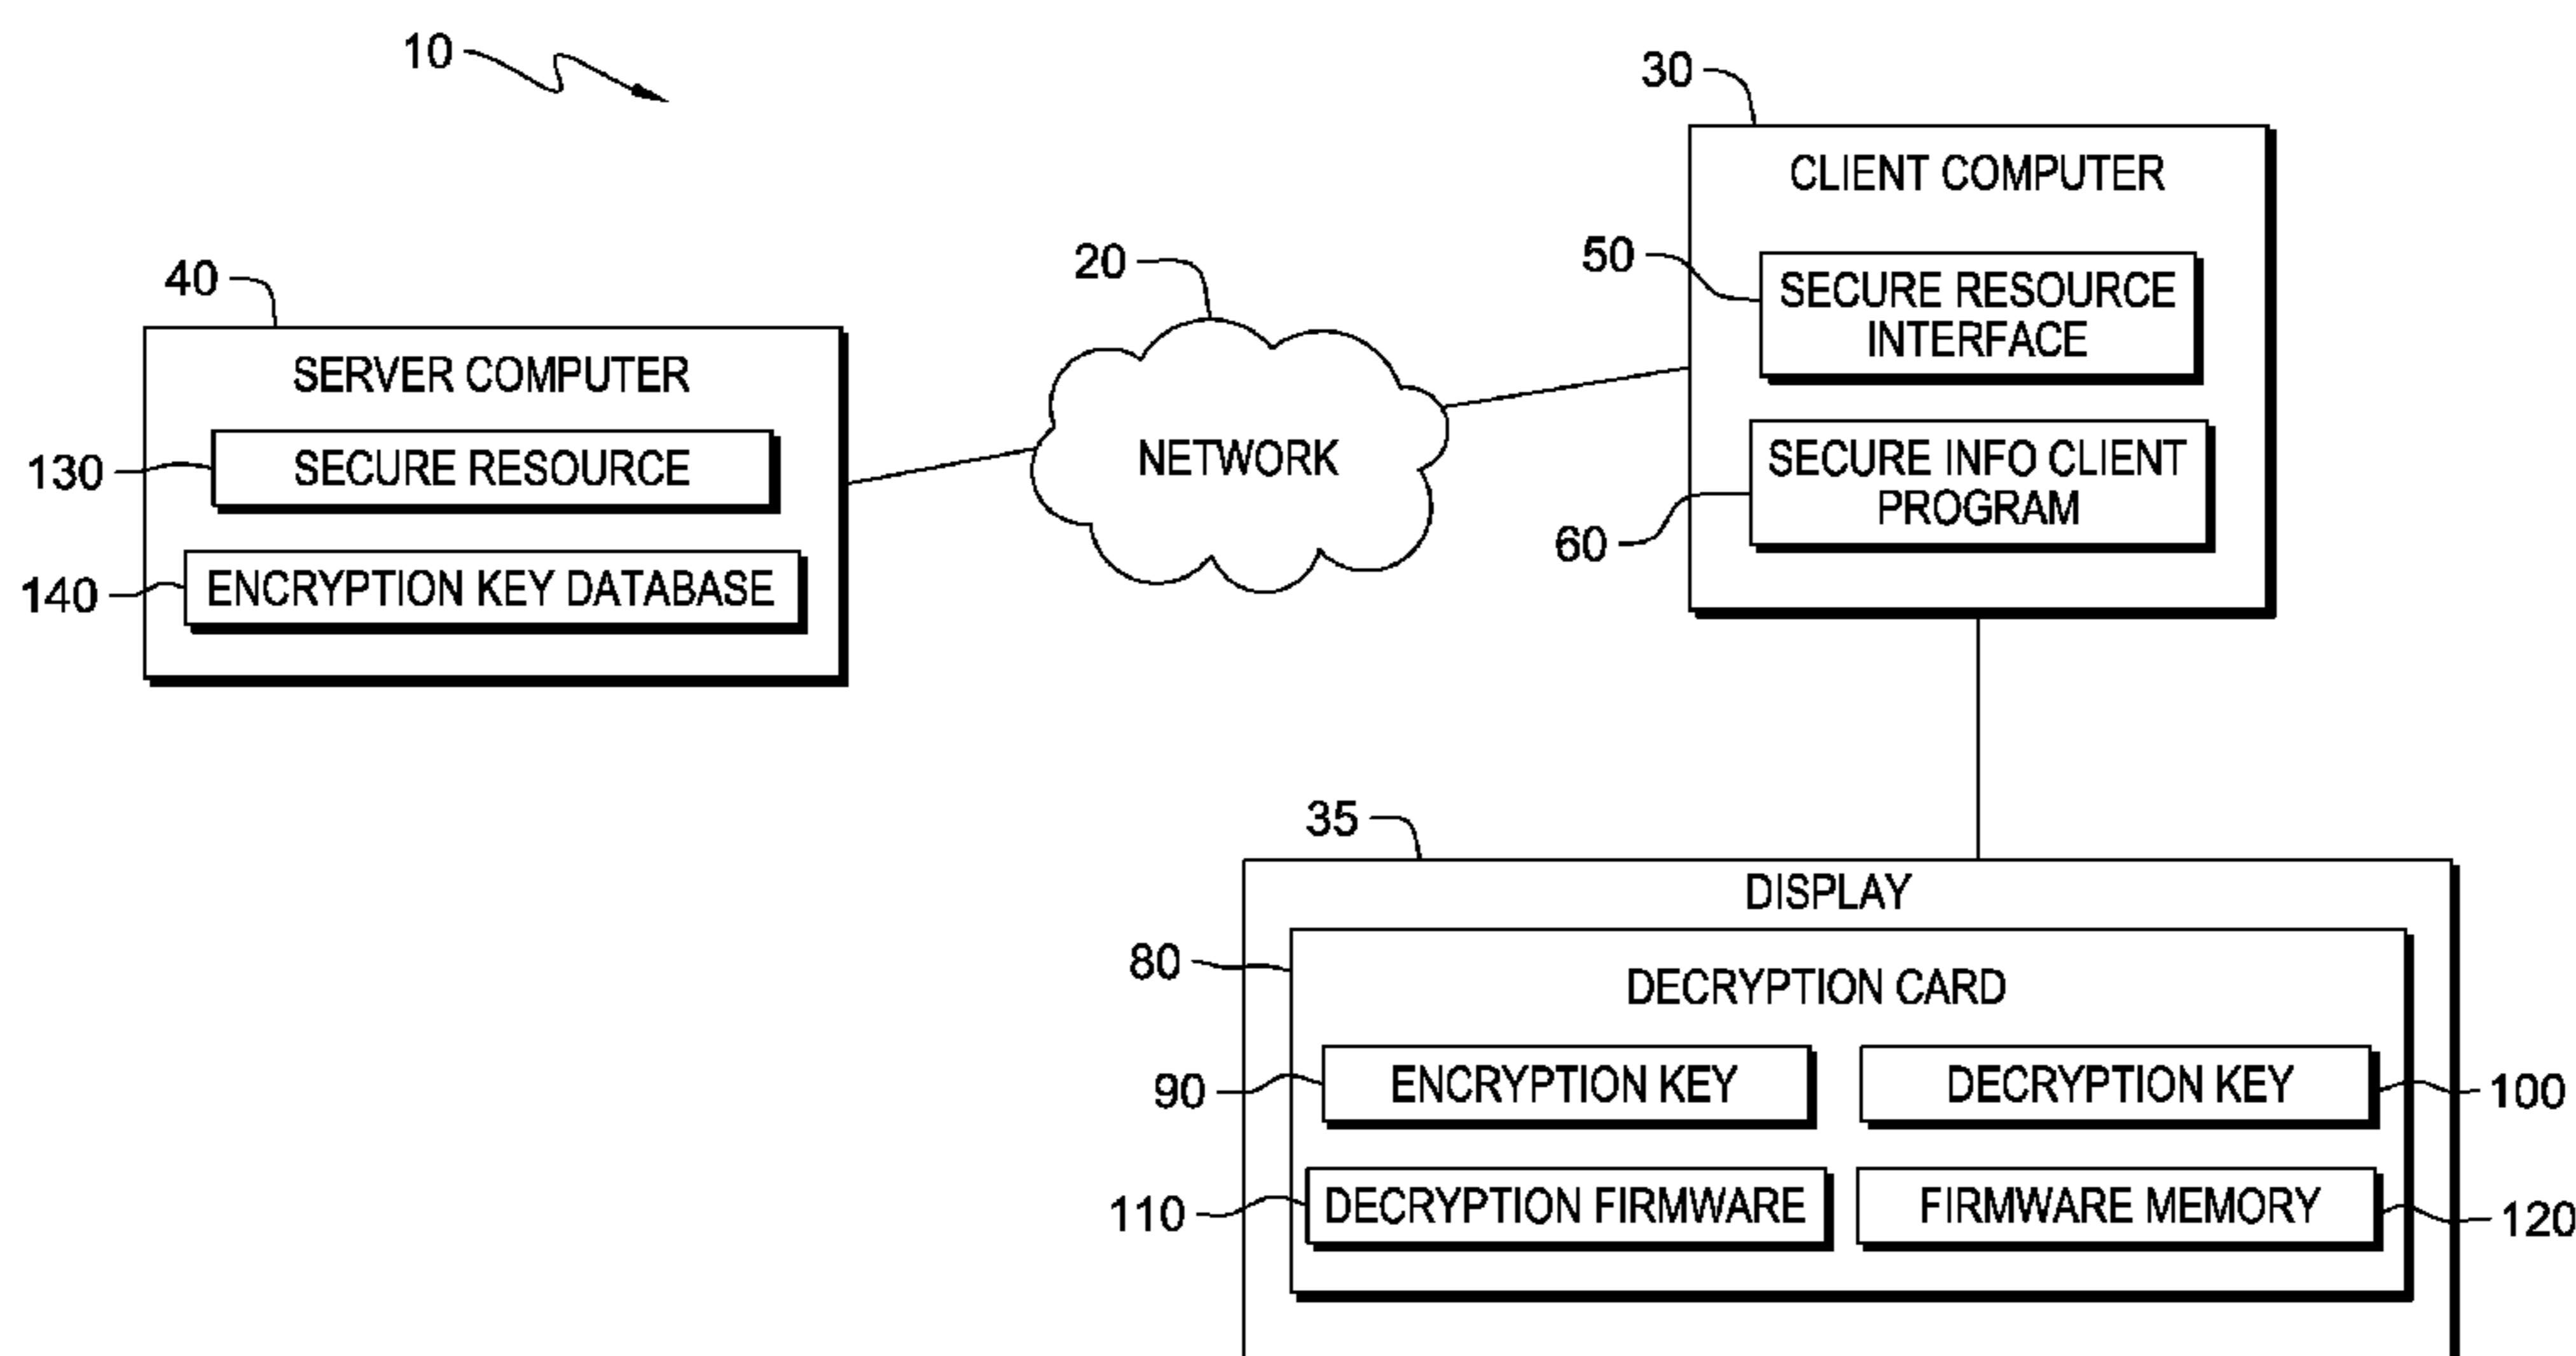 10
30
CLIENT COMPUTER
50
SECURE RESOURCE
INTERFACE
60
SECURE INFO CLIENT
PROGRAM
20
NETWORK
40
SERVER COMPUTER
130
SECURE RESOURCE
140
ENCRYPTION KEY DATABASE
35
DISPLAY
80
DECRYPTION CARD
90
ENCRYPTION KEY
DECRYPTION KEY
100
110
DECRYPTION FIRMWARE
FIRMWARE MEMORY
120